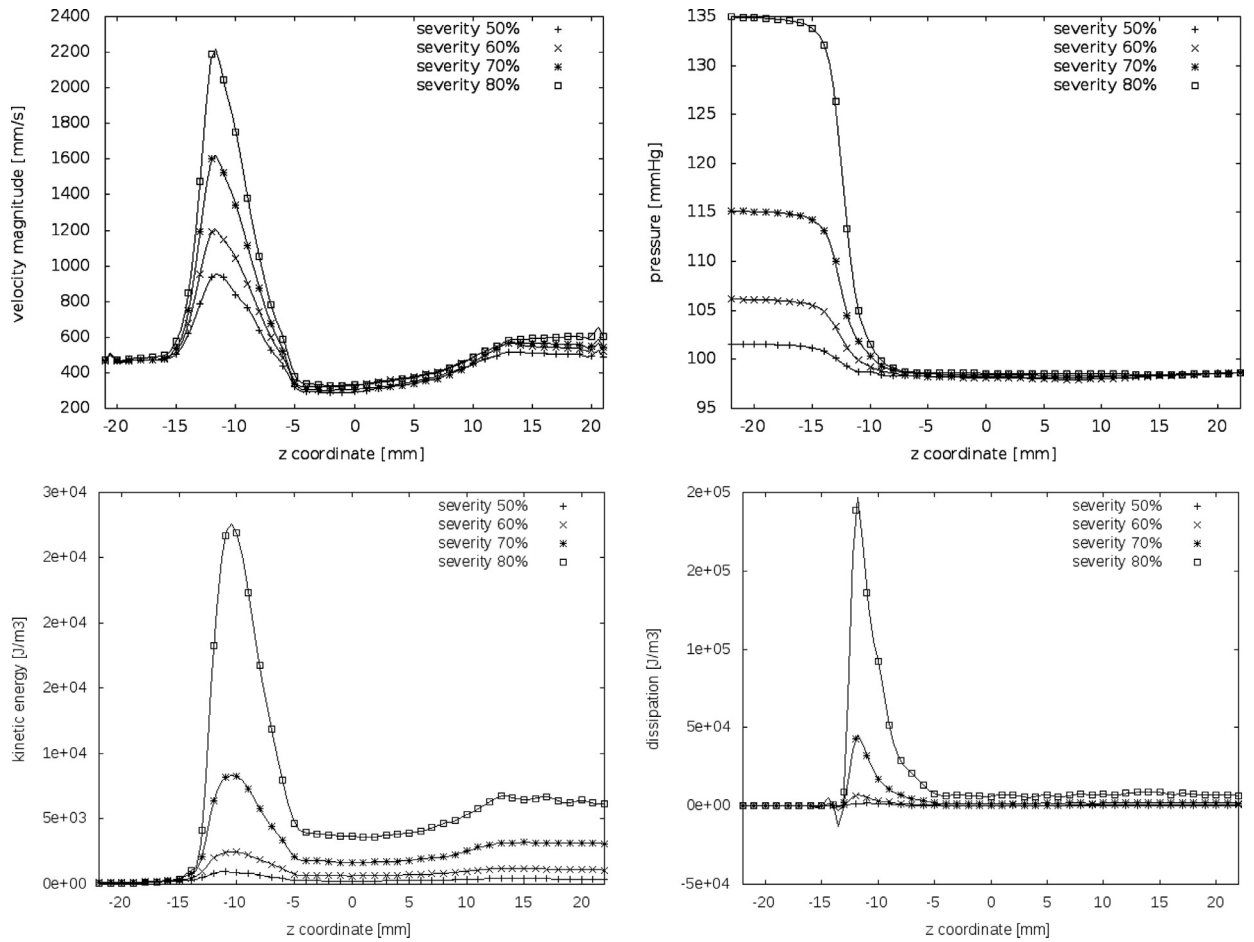 velocity magnitude [mm/s]
2400
2200
2000
1800
1600
1400
1200
1000
800
600
400
200
severity 50%
severity 60%
severity 70%
severity 80%
-20 -15 -10 -5 0 5 10 15 20
z coordinate [mm]
pressure [mmHg]
135
130
125
120
115
110
105
100
95
severity 50%
severity 60%
severity 70%
severity 80%
-20 -15 -10 -5 0 5 10 15 20
z coordinate [mm]
kinetic energy [J/m3]
3e+04
2e+04
2e+04
2e+04
1e+04
5e+03
0e+00
severity 50%
severity 60%
severity 70%
severity 80%
-20 -15 -10 -5 0 5 10 15 20
z coordinate [mm]
dissipation [J/m3]
2e+05
2e+05
1e+05
5e+04
0e+00
-5e+04
severity 50%
severity 60%
severity 70%
severity 80%
-20 -15 -10 -5 0 5 10 15 20
z coordinate [mm]